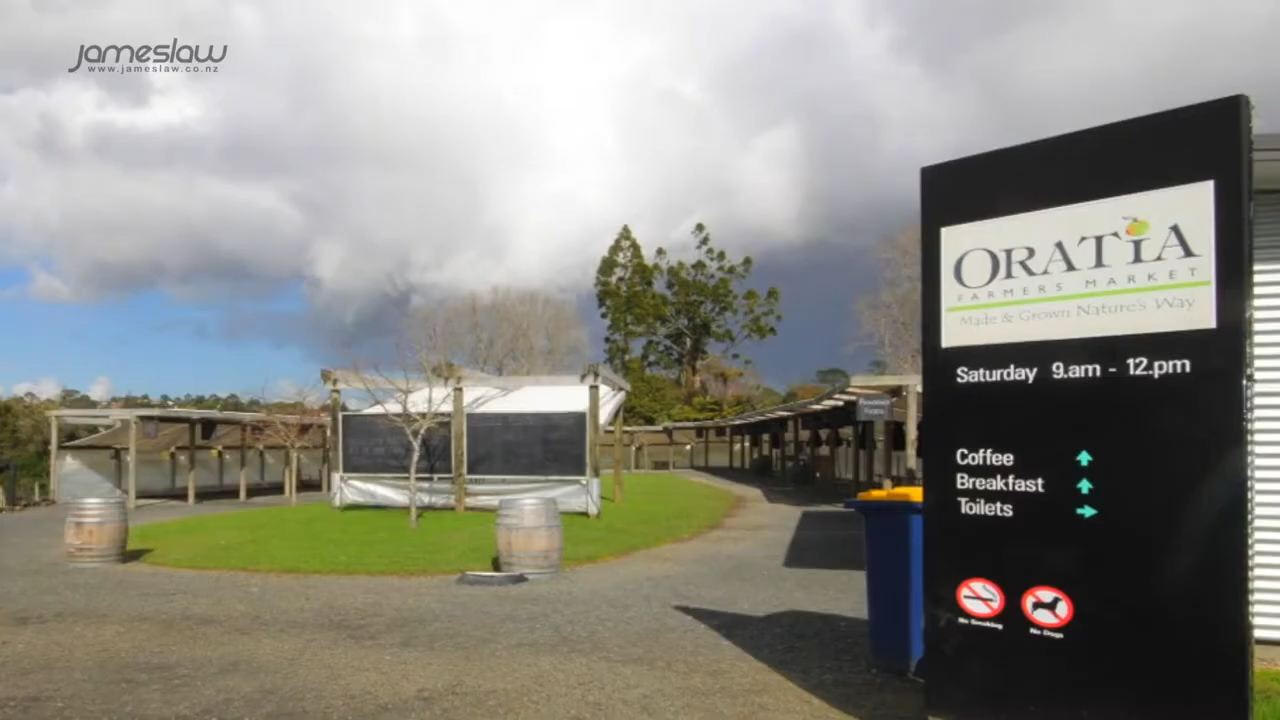 jameslaw
www.jameslaw.co.nz
ORATIA
FARMERS MARKET
Made & Grown Nature's Way
Saturday 9.am - 12.pm
Coffee
Breakfast
Toilets
No Smoking
No Dogs